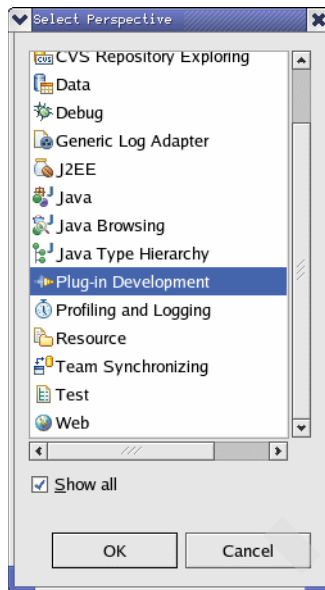 Select Perspective
CVS Repository Exploring
Data
Debug
Generic Log Adapter
J2EE
Java
Java Browsing
Java Type Hierarchy
Plug-in Development
Profiling and Logging
Resource
Team Synchronizing
Test
Web
Show all
OK
Cancel